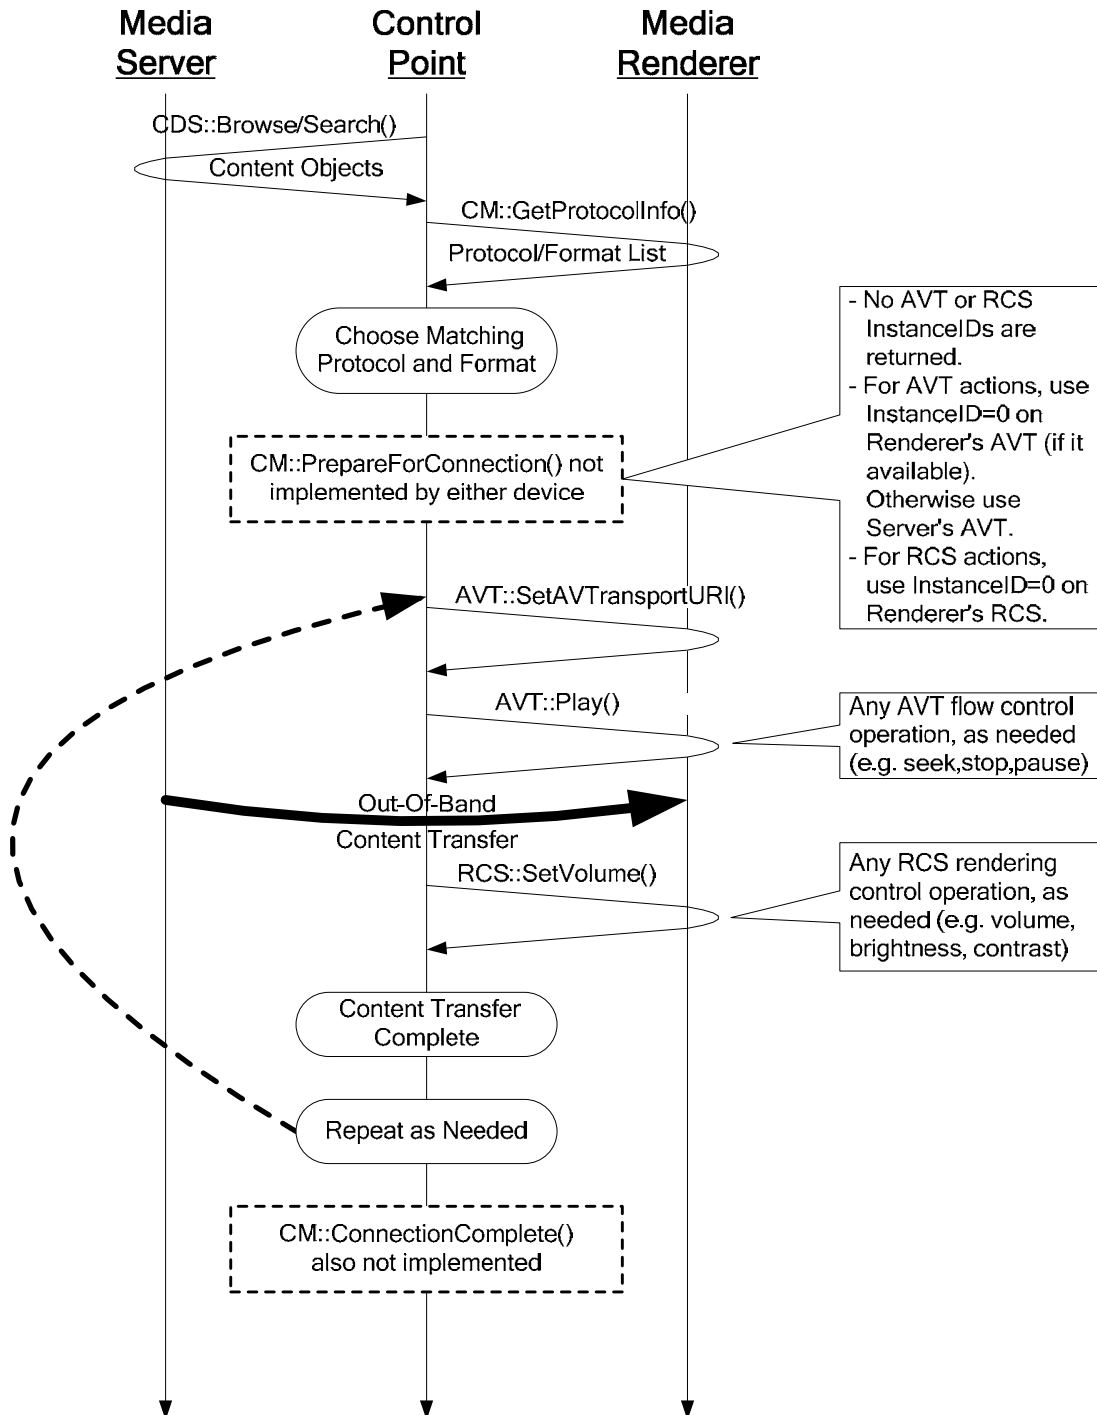 Media
Server
Control
Point
Media
Renderer
CDS::Browse/Search()
Content Objects
CM::GetProtocolInfo()
Protocol/Format List
Choose Matching
Protocol and Format
- No AVT or RCS
InstanceIDs are
returned.
- For AVT actions, use
InstanceID=0 on
Renderer's AVT (if it
available).
Otherwise use
Server's AVT.
- For RCS actions,
use InstanceID=0 on
Renderer's RCS.
CM::PrepareForConnection() not
implemented by either device
AVT::SetAVTransportURI()
AVT::Play()
Any AVT flow control
operation, as needed
(e.g. seek,stop,pause)
Out-Of-Band
Content Transfer
RCS::SetVolume()
Any RCS rendering
control operation, as
needed (e.g. volume,
brightness, contrast)
Content Transfer
Complete
Repeat as Needed
CM::ConnectionComplete()
also not implemented